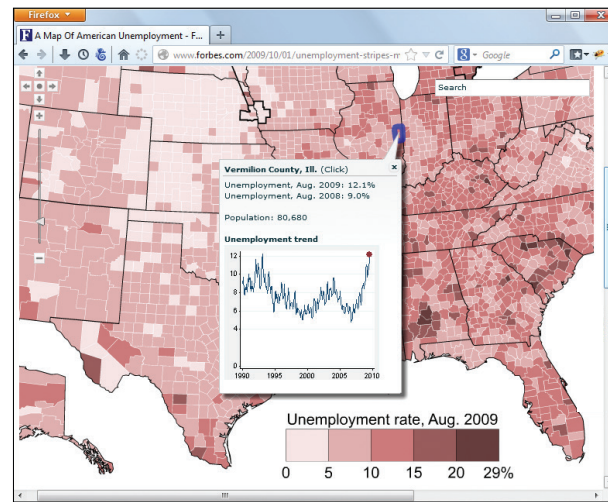 Firefox
A Map Of American Unemployment - F...
www.forbes.com/2009/10/01/unemployment-stripes-m
Google
Search
Vermilion County, Ill. (Click)
Unemployment, Aug. 2009: 12.1%
Unemployment, Aug. 2008: 9.0%
Population: 80,680
Unemployment trend
12
10
8
6
4
0
1990 1995 2000 2005 2010
Unemployment rate, Aug. 2009
0 5 10 15 20 29%